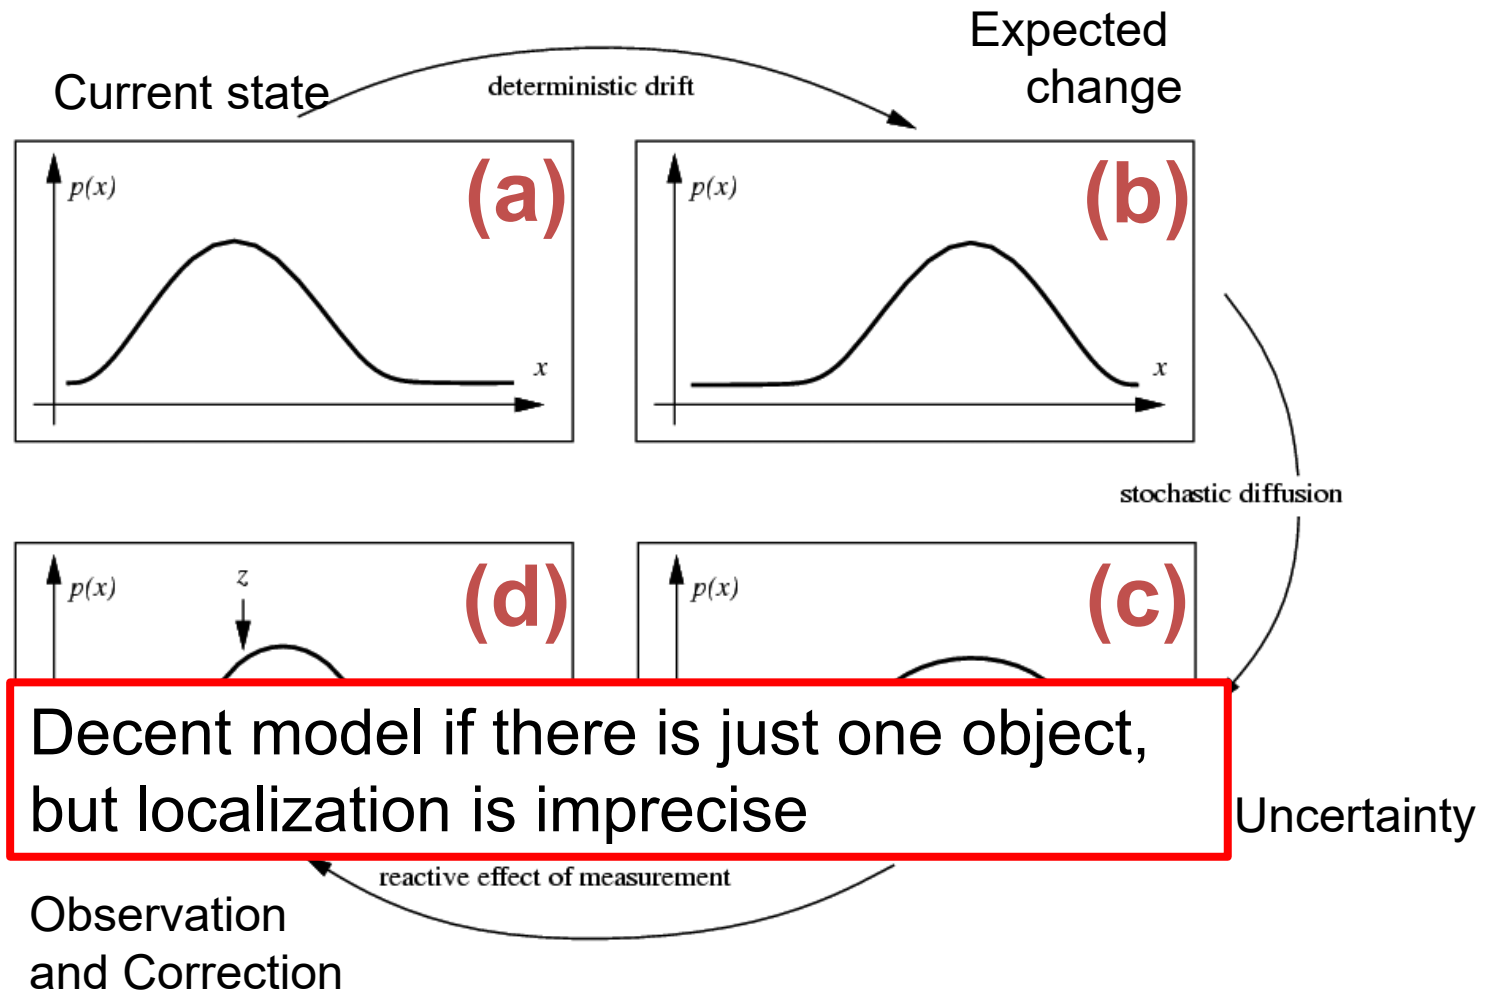 Expected
change
Current state
deterministic drift
(a)
p(x)
x
(b)
p(x)
x
stochastic diffusion
(d)
p(x)
z
(c)
p(x)
Decent model if there is just one object,
but localization is imprecise
Uncertainty
reactive effect of measurement
Observation
and Correction